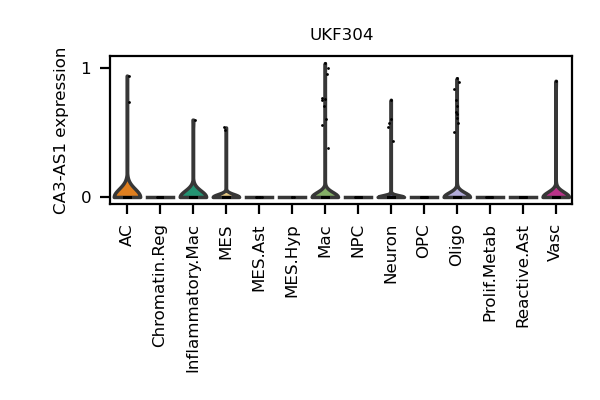 UKF304
CA3-AS1 expression
1
0
AC
Chromatin.Reg
Inflammatory.Mac
MES
MES.Ast
MES.Hyp
Mac
NPC
Neuron
OPC
Oligo
Prolif.Metab
Reactive.Ast
Vasc